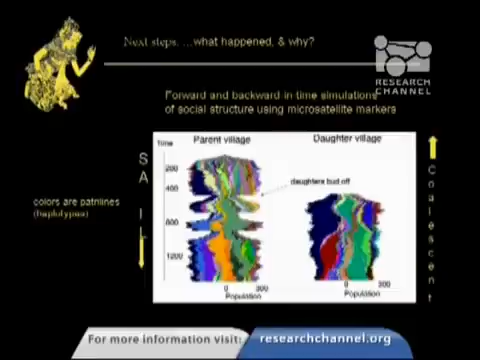 Next steps. ...what happened, & why?
RESEARCH
CHANNEL
Forward and backward in time simulations
of social structure using microsatellite markers
Parent village
Daughter village
Time
200
400
800
1200
daughters bud off
0
300
Population
0
300
Population
S
A
I
L
colors are patrilines
(haplotypes)
C
o
a
l
e
s
c
e
n
t
For more information visit:
researchchannel.org